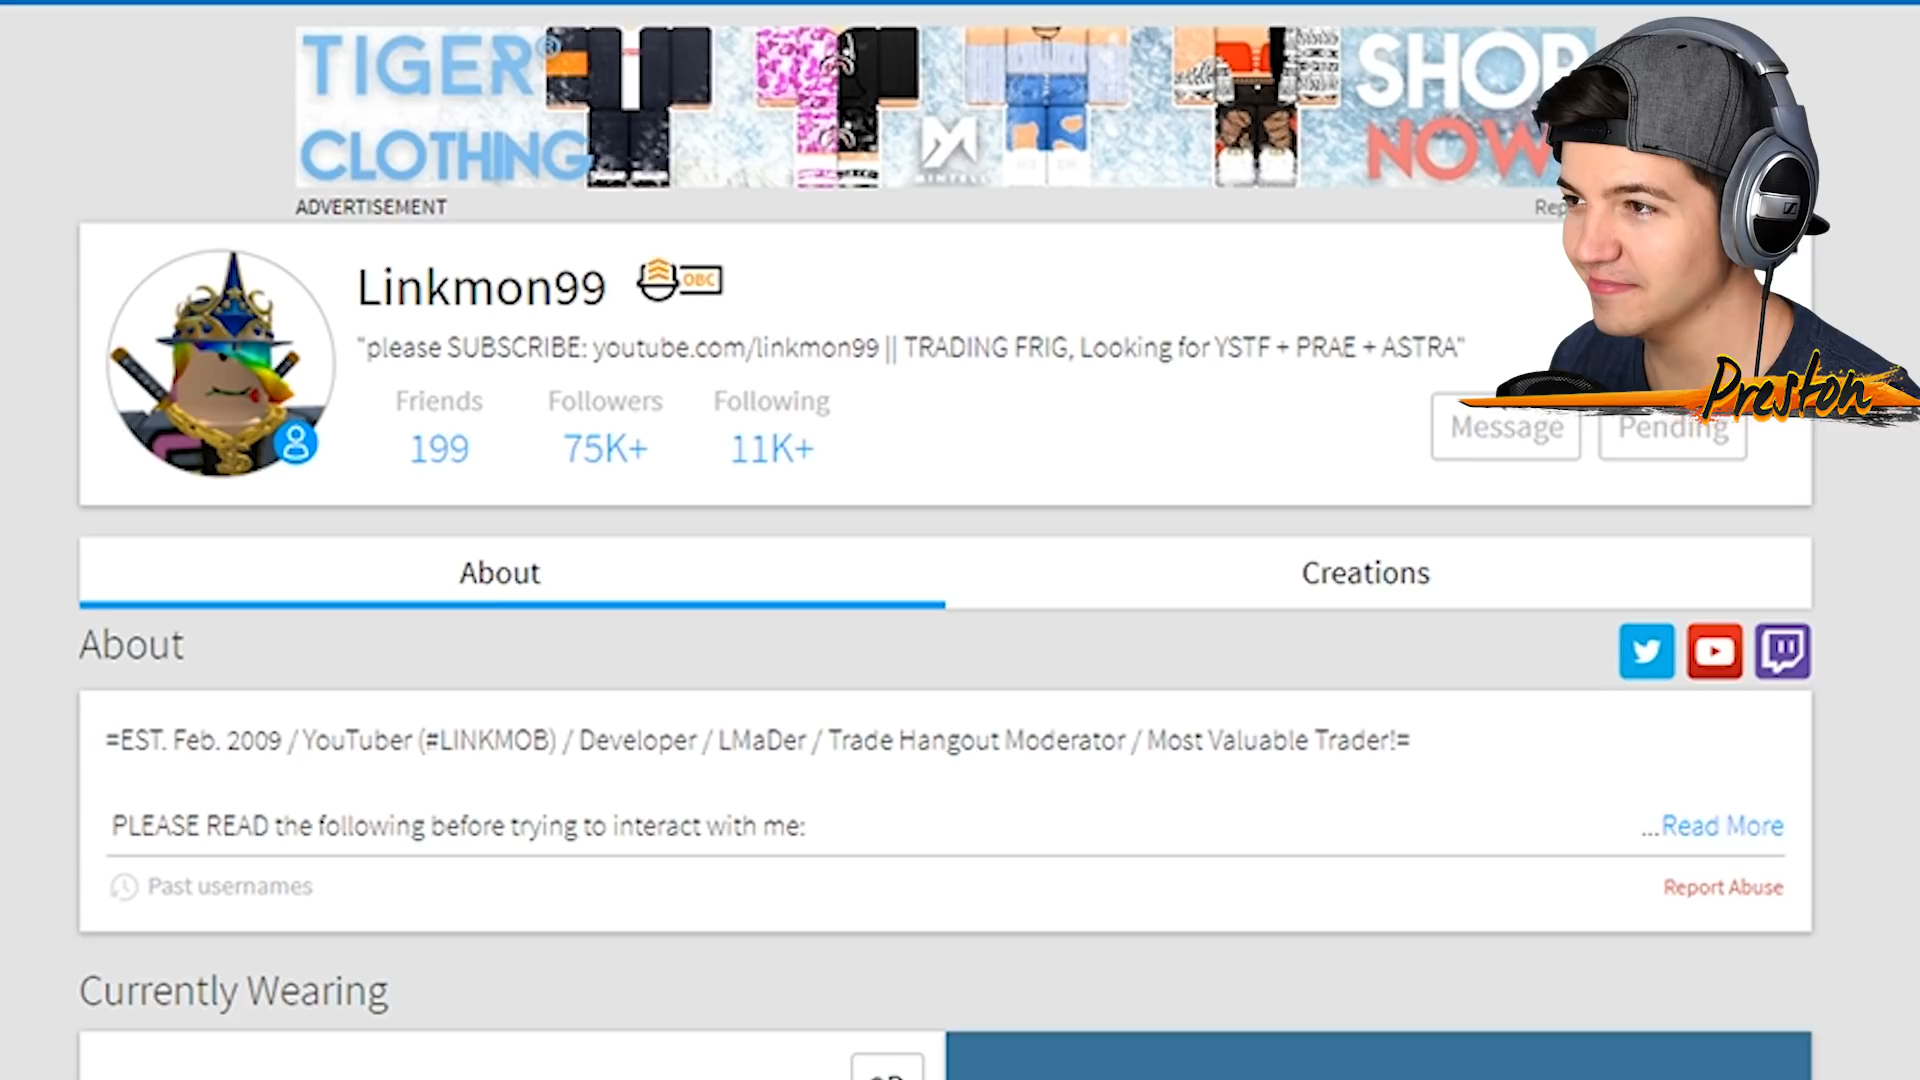 TIGER® SHOP
CLOTHING NOW
ADVERTISEMENT
Linkmon99 OBC
"please SUBSCRIBE: youtube.com/linkmon99 || TRADING FRIG, Looking for YSTF + PRAE + ASTRA"
Friends Followers Following
199 75K+ 11K+
Preston
Message Pending
About Creations
About
=EST. Feb. 2009 / YouTuber (#LINKMOB) / Developer / LMaDer / Trade Hangout Moderator / Most Valuable Trader!=
PLEASE READ the following before trying to interact with me: ...Read More
Past usernames Report Abuse
Currently Wearing